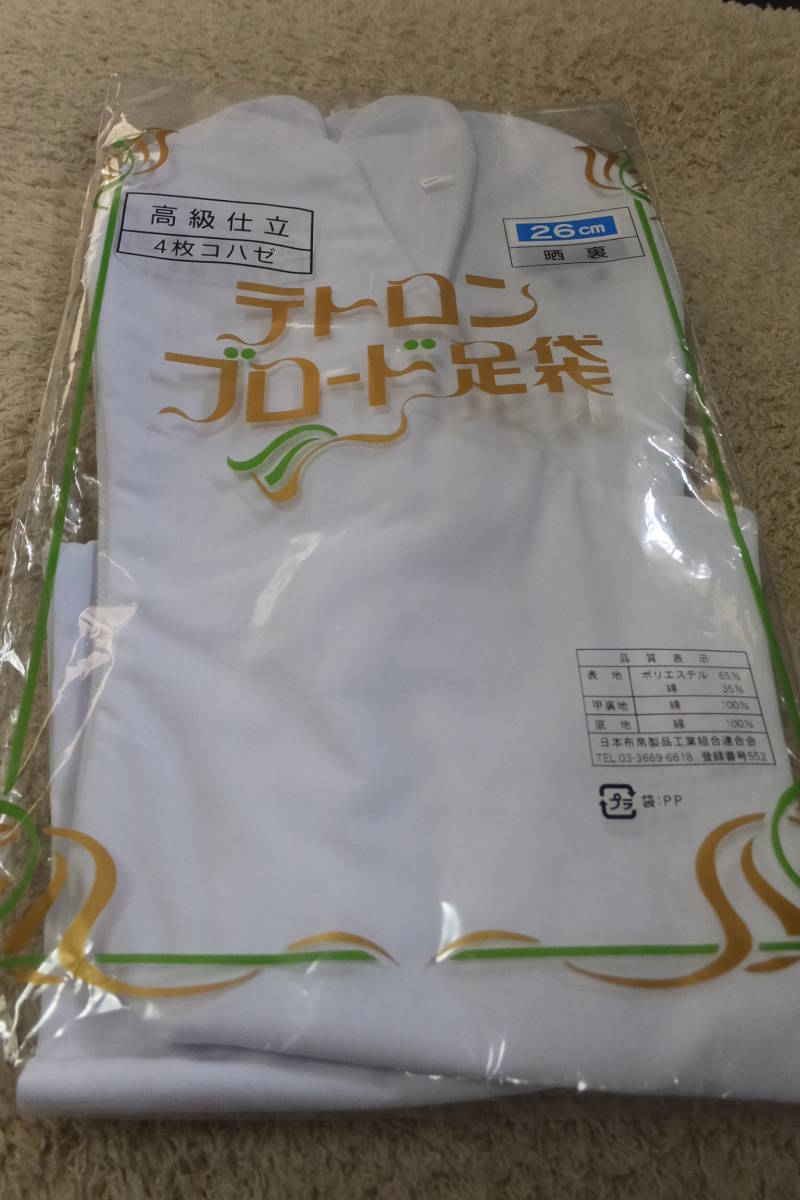 高級仕立
4枚コハゼ
26cm
晒裏
テトロン
ブロード足袋
品質表示
表地 ポリエステル 65%
綿 35%
甲裏地 綿 100%
底地 綿 100%
日本布帛製品工業組合連合会
TEL 03-3669-6618 登録番号552
プラ 袋:PP